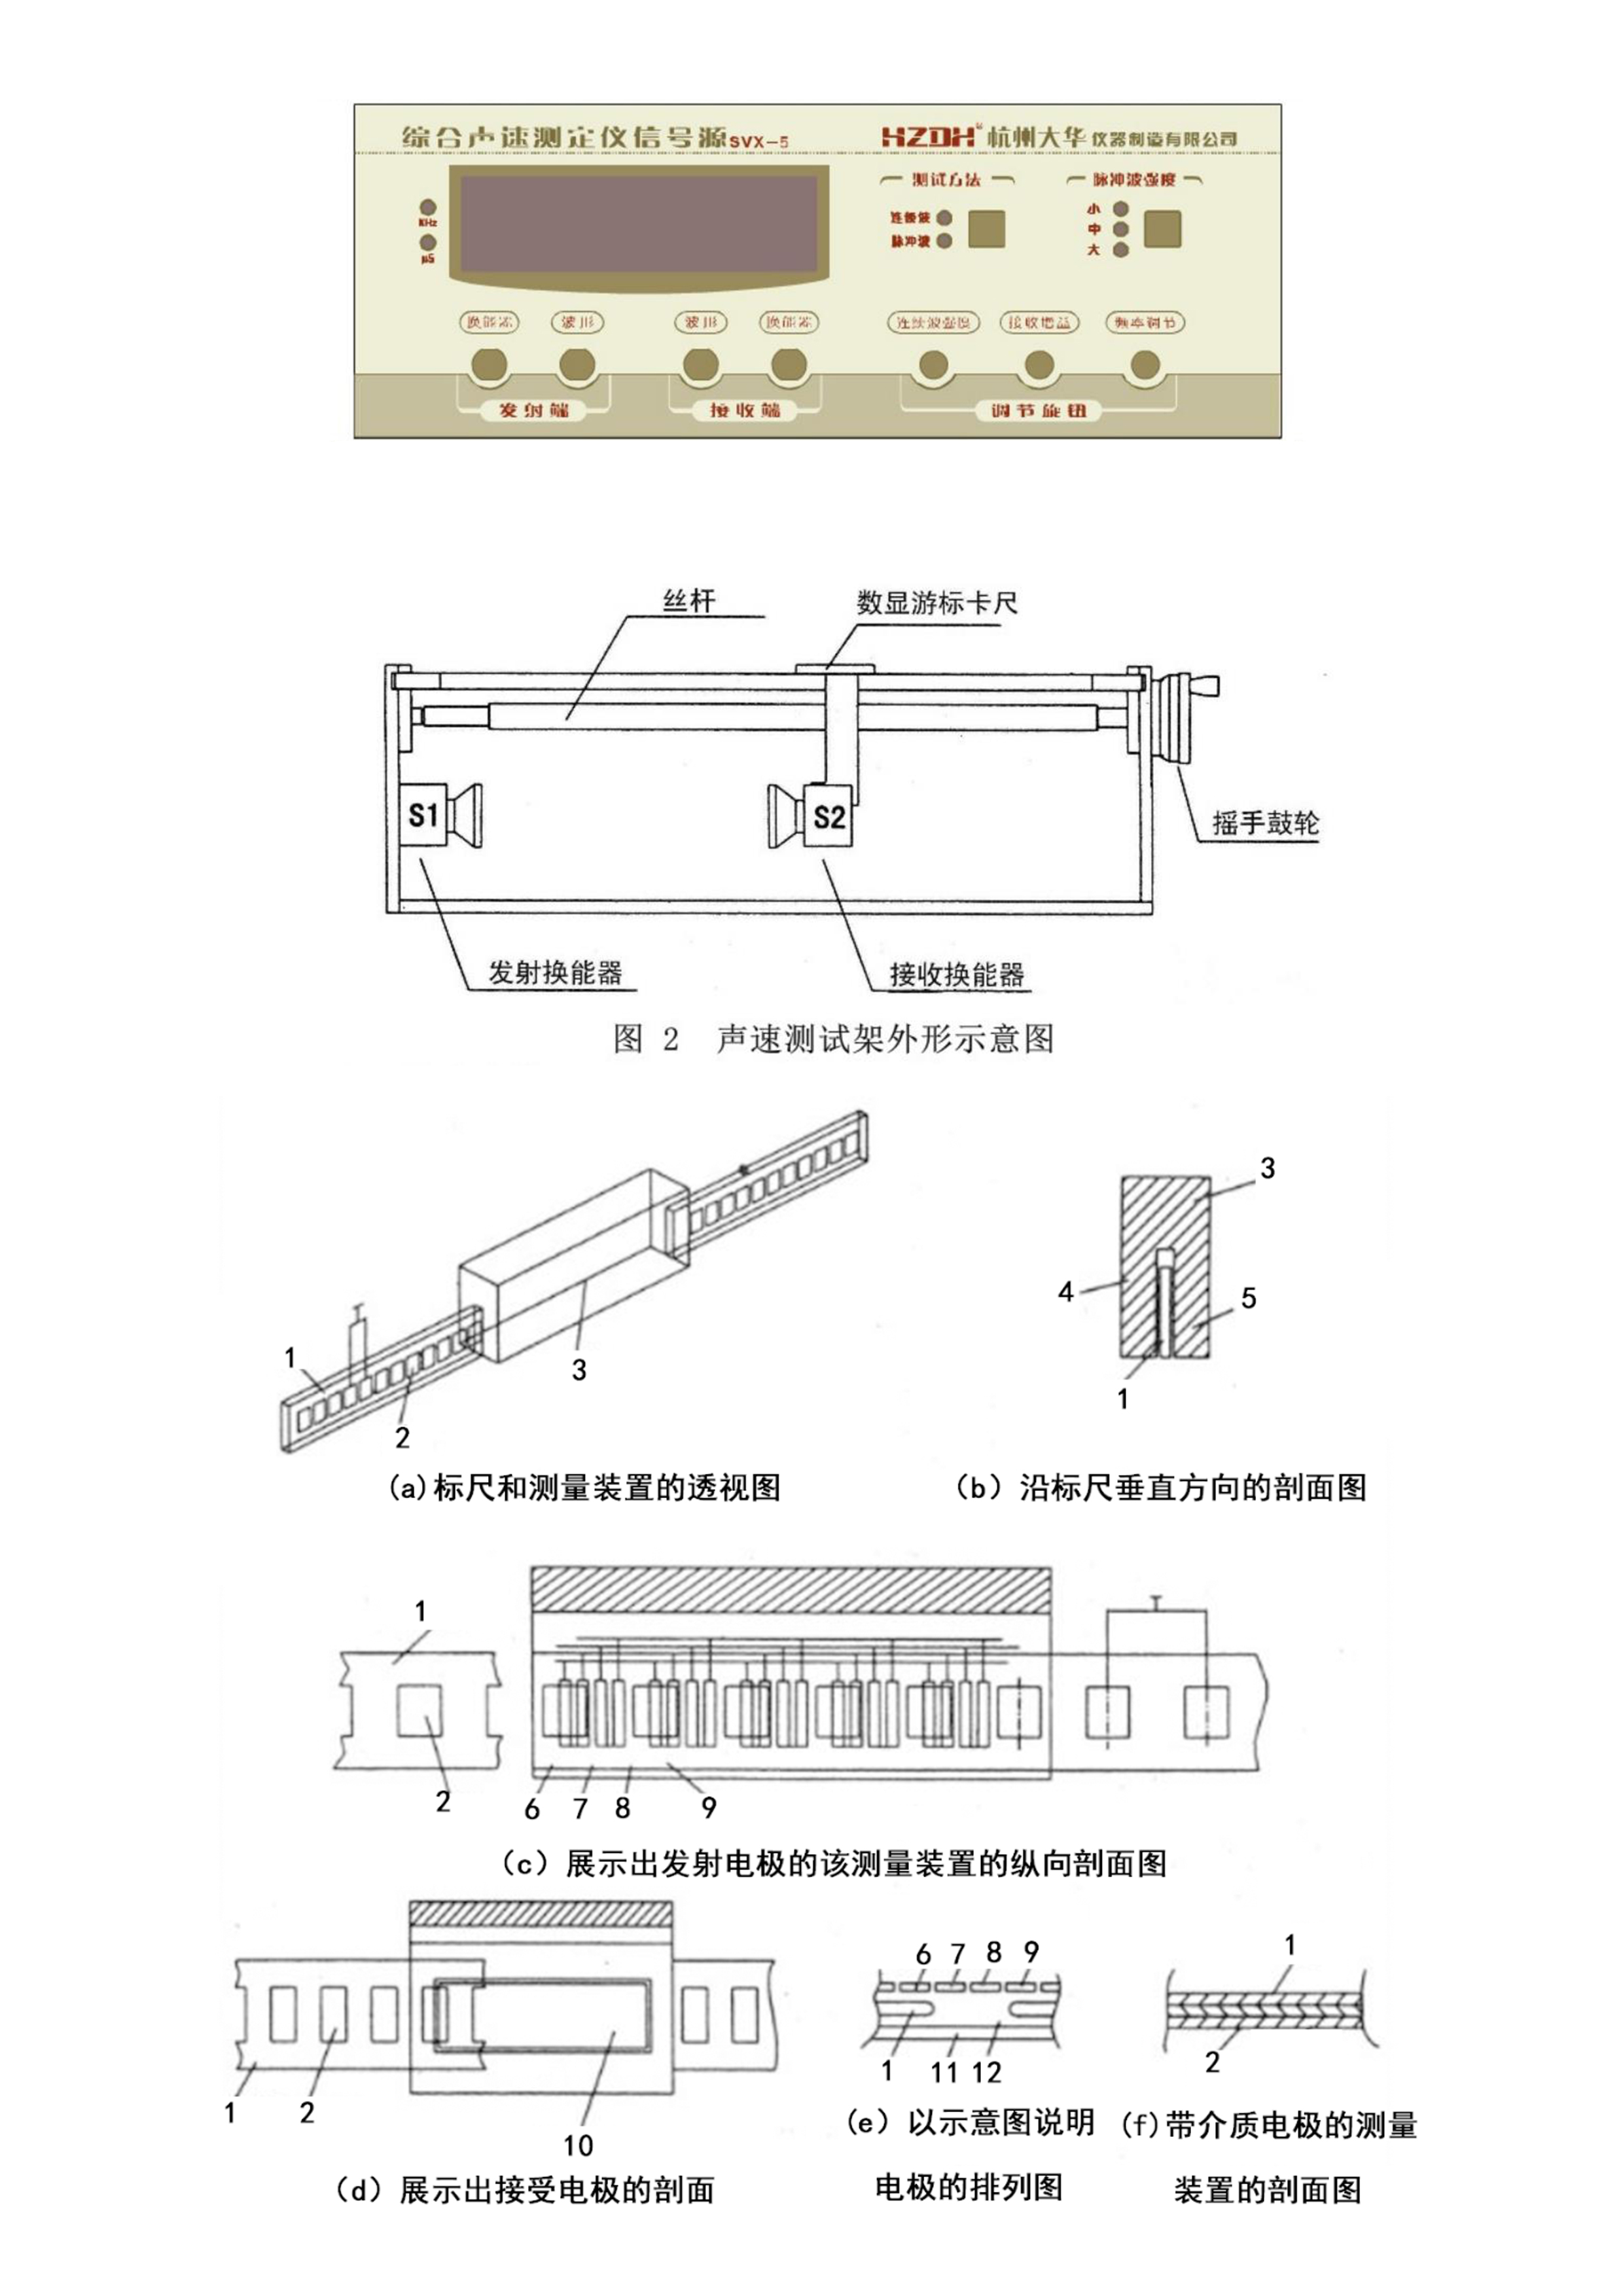 综合声速测定仪信号源SVX-5
HZDH 杭州大华仪器制造有限公司
测试方法
脉冲波强度
KHz
μS
连续波
脉冲波
小
中
大
换能器
波形
波形
换能器
连续波强度
接收增益
频率调节
发射端
接收端
调节旋钮
丝杆
数显游标卡尺
S1
S2
摇手鼓轮
发射换能器
接收换能器
图 2 声速测试架外形示意图
1
2
3
3
4
5
1
(a)标尺和测量装置的透视图
(b)沿标尺垂直方向的剖面图
1
2
6 7 8 9
(c)展示出发射电极的该测量装置的纵向剖面图
1 2
10
6 7 8 9
1 11 12
1
2
(d)展示出接受电极的剖面
(e)以示意图说明
电极的排列图
(f)带介质电极的测量
装置的剖面图